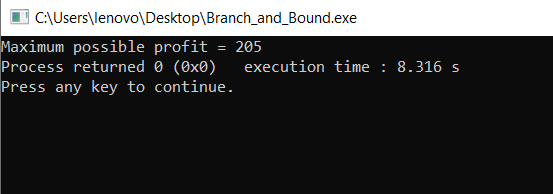 C:\Users\lenovo\Desktop\Branch_and_Bound.exe
Maximum possible profit = 205
Process returned 0 (0x0)   execution time : 8.316 s
Press any key to continue.